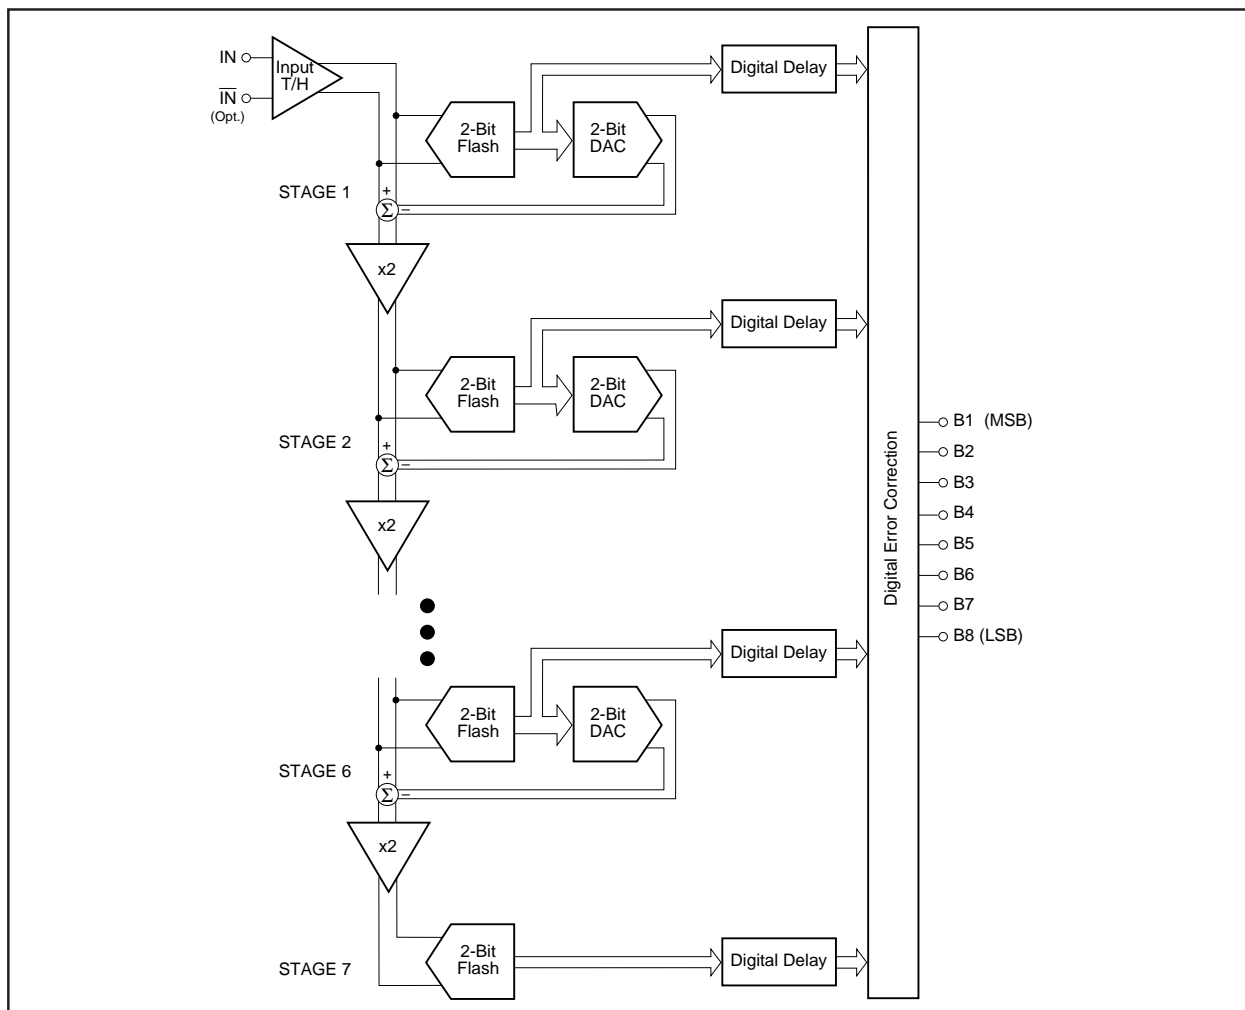 IN
Input
T/H
IN
(Opt.)
2-Bit
Flash
2-Bit
DAC
Digital Delay
STAGE 1
+
Σ
–
x2
2-Bit
Flash
2-Bit
DAC
Digital Delay
STAGE 2
+
Σ
–
x2
2-Bit
Flash
2-Bit
DAC
Digital Delay
STAGE 6
+
Σ
–
x2
2-Bit
Flash
Digital Delay
STAGE 7
Digital Error Correction
B1 (MSB)
B2
B3
B4
B5
B6
B7
B8 (LSB)